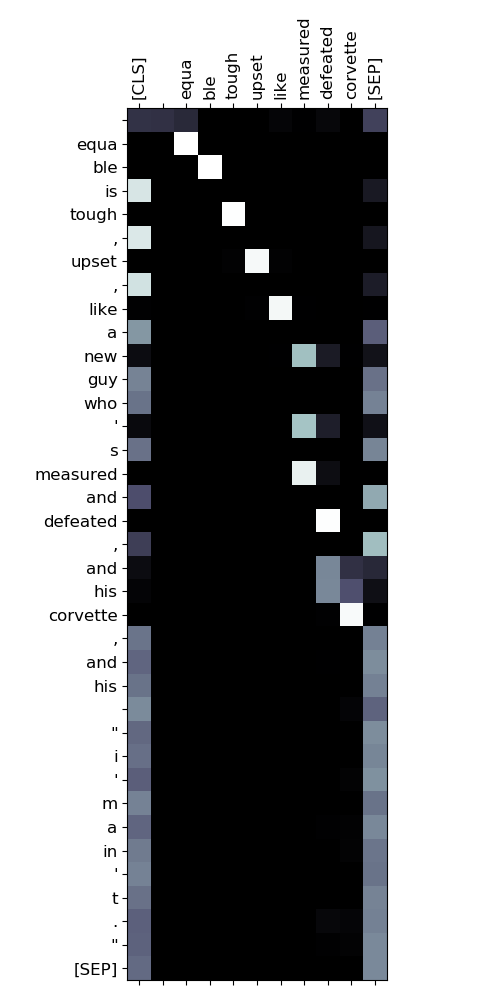 [CLS]
equa
ble
tough
upset
like
measured
defeated
corvette
[SEP]
equa
ble
is
tough
,
upset
,
like
a
new
guy
who
'
s
measured
and
defeated
,
and
his
corvette
,
and
his
"
i
'
m
a
in
'
t
.
"
[SEP]